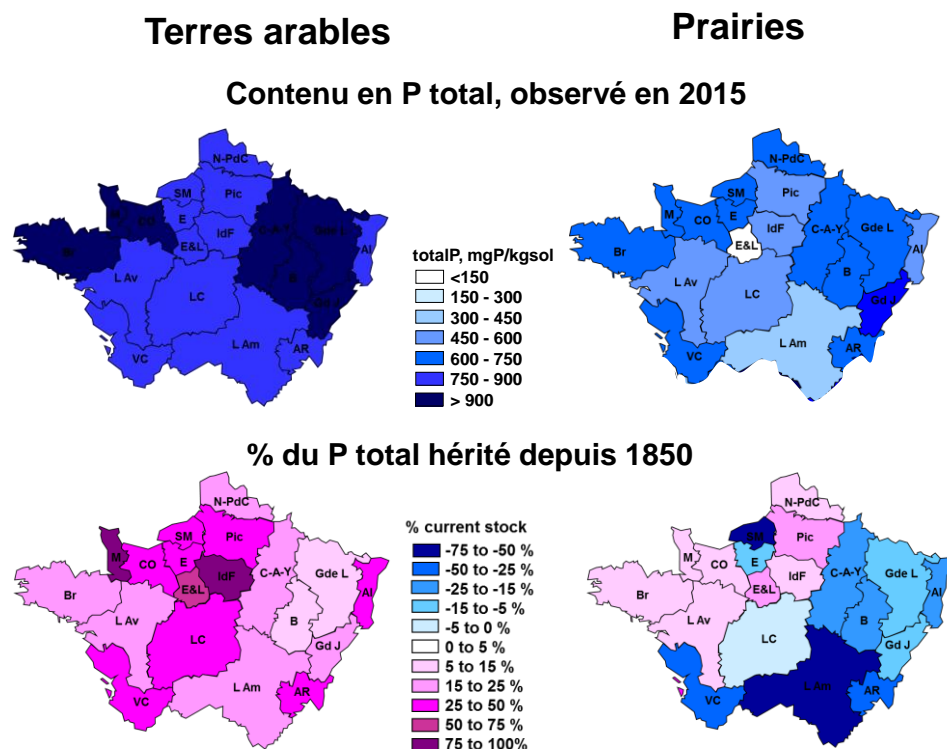 Terres arables
Prairies
Contenu en P total, observé en 2015
N-PdC
SM
Pic
M
CO
E
IdF
C-A-Y
Gde L
Al
Br
E&L
L Av
LC
B
Gd J
VC
L Am
AR
totalP, mgP/kgsol
<150
150 - 300
300 - 450
450 - 600
600 - 750
750 - 900
> 900
N-PdC
SM
Pic
M
CO
E
IdF
C-A-Y
Gde L
Al
Br
E&L
L Av
LC
B
Gd J
VC
L Am
AR
% du P total hérité depuis 1850
N-PdC
SM
Pic
M
CO
E
IdF
C-A-Y
Gde L
Al
Br
E&L
L Av
LC
B
Gd J
VC
L Am
AR
% current stock
-75 to -50 %
-50 to -25 %
-25 to -15 %
-15 to -5 %
-5 to 0 %
0 to 5 %
5 to 15 %
15 to 25 %
25 to 50 %
50 to 75 %
75 to 100%
N-PdC
SM
Pic
M
CO
E
IdF
C-A-Y
Gde L
Al
Br
E&L
L Av
LC
B
Gd J
VC
L Am
AR